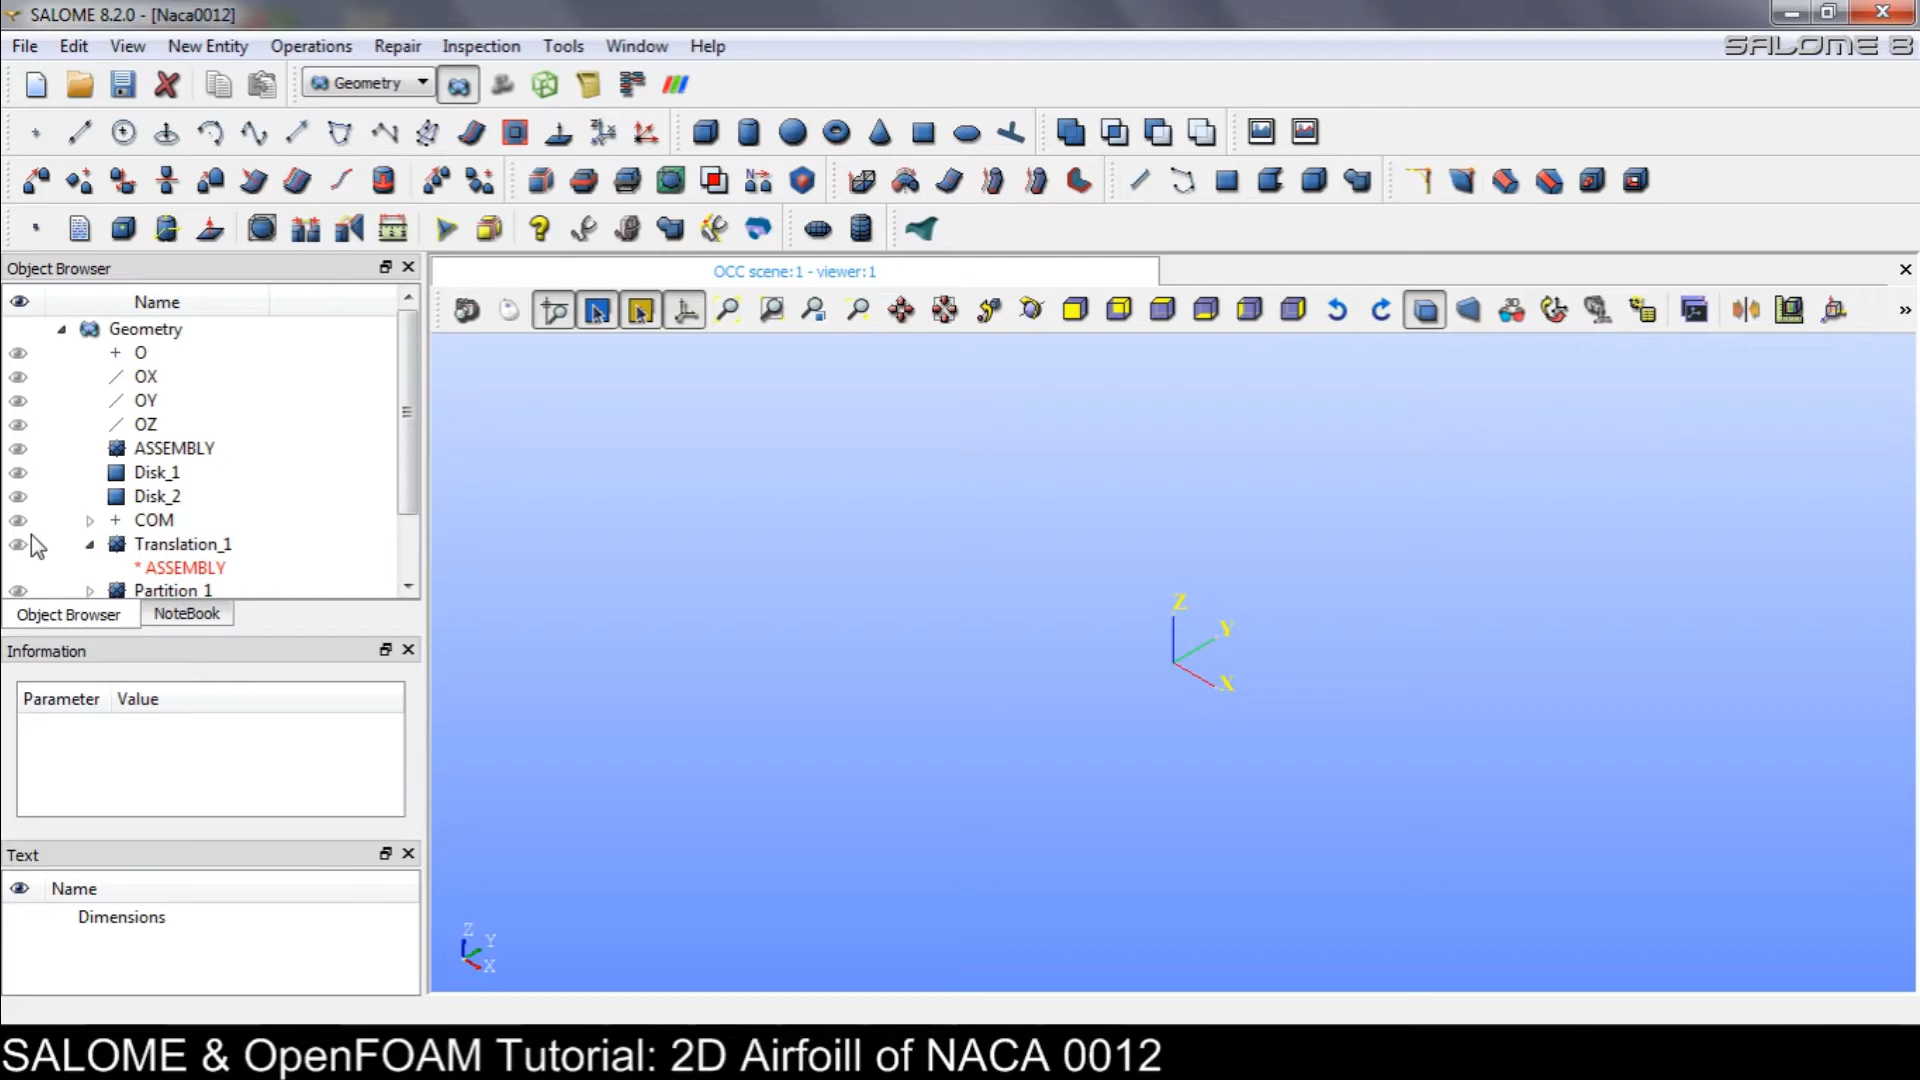 SALOME 8.2.0 - [Naca0012]
File Edit View New Entity Operations Repair Inspection Tools Window Help
SALOME 8
Geometry
Object Browser
OCC scene:1 - viewer:1
Name
Geometry
O
OX
OY
OZ
ASSEMBLY
Disk_1
Disk_2
COM
Translation_1
* ASSEMBLY
Partition 1
Object Browser NoteBook
Information
Parameter Value
Text
Name
Dimensions
Z
Y
X
Z
Y
X
SALOME & OpenFOAM Tutorial: 2D Airfoill of NACA 0012